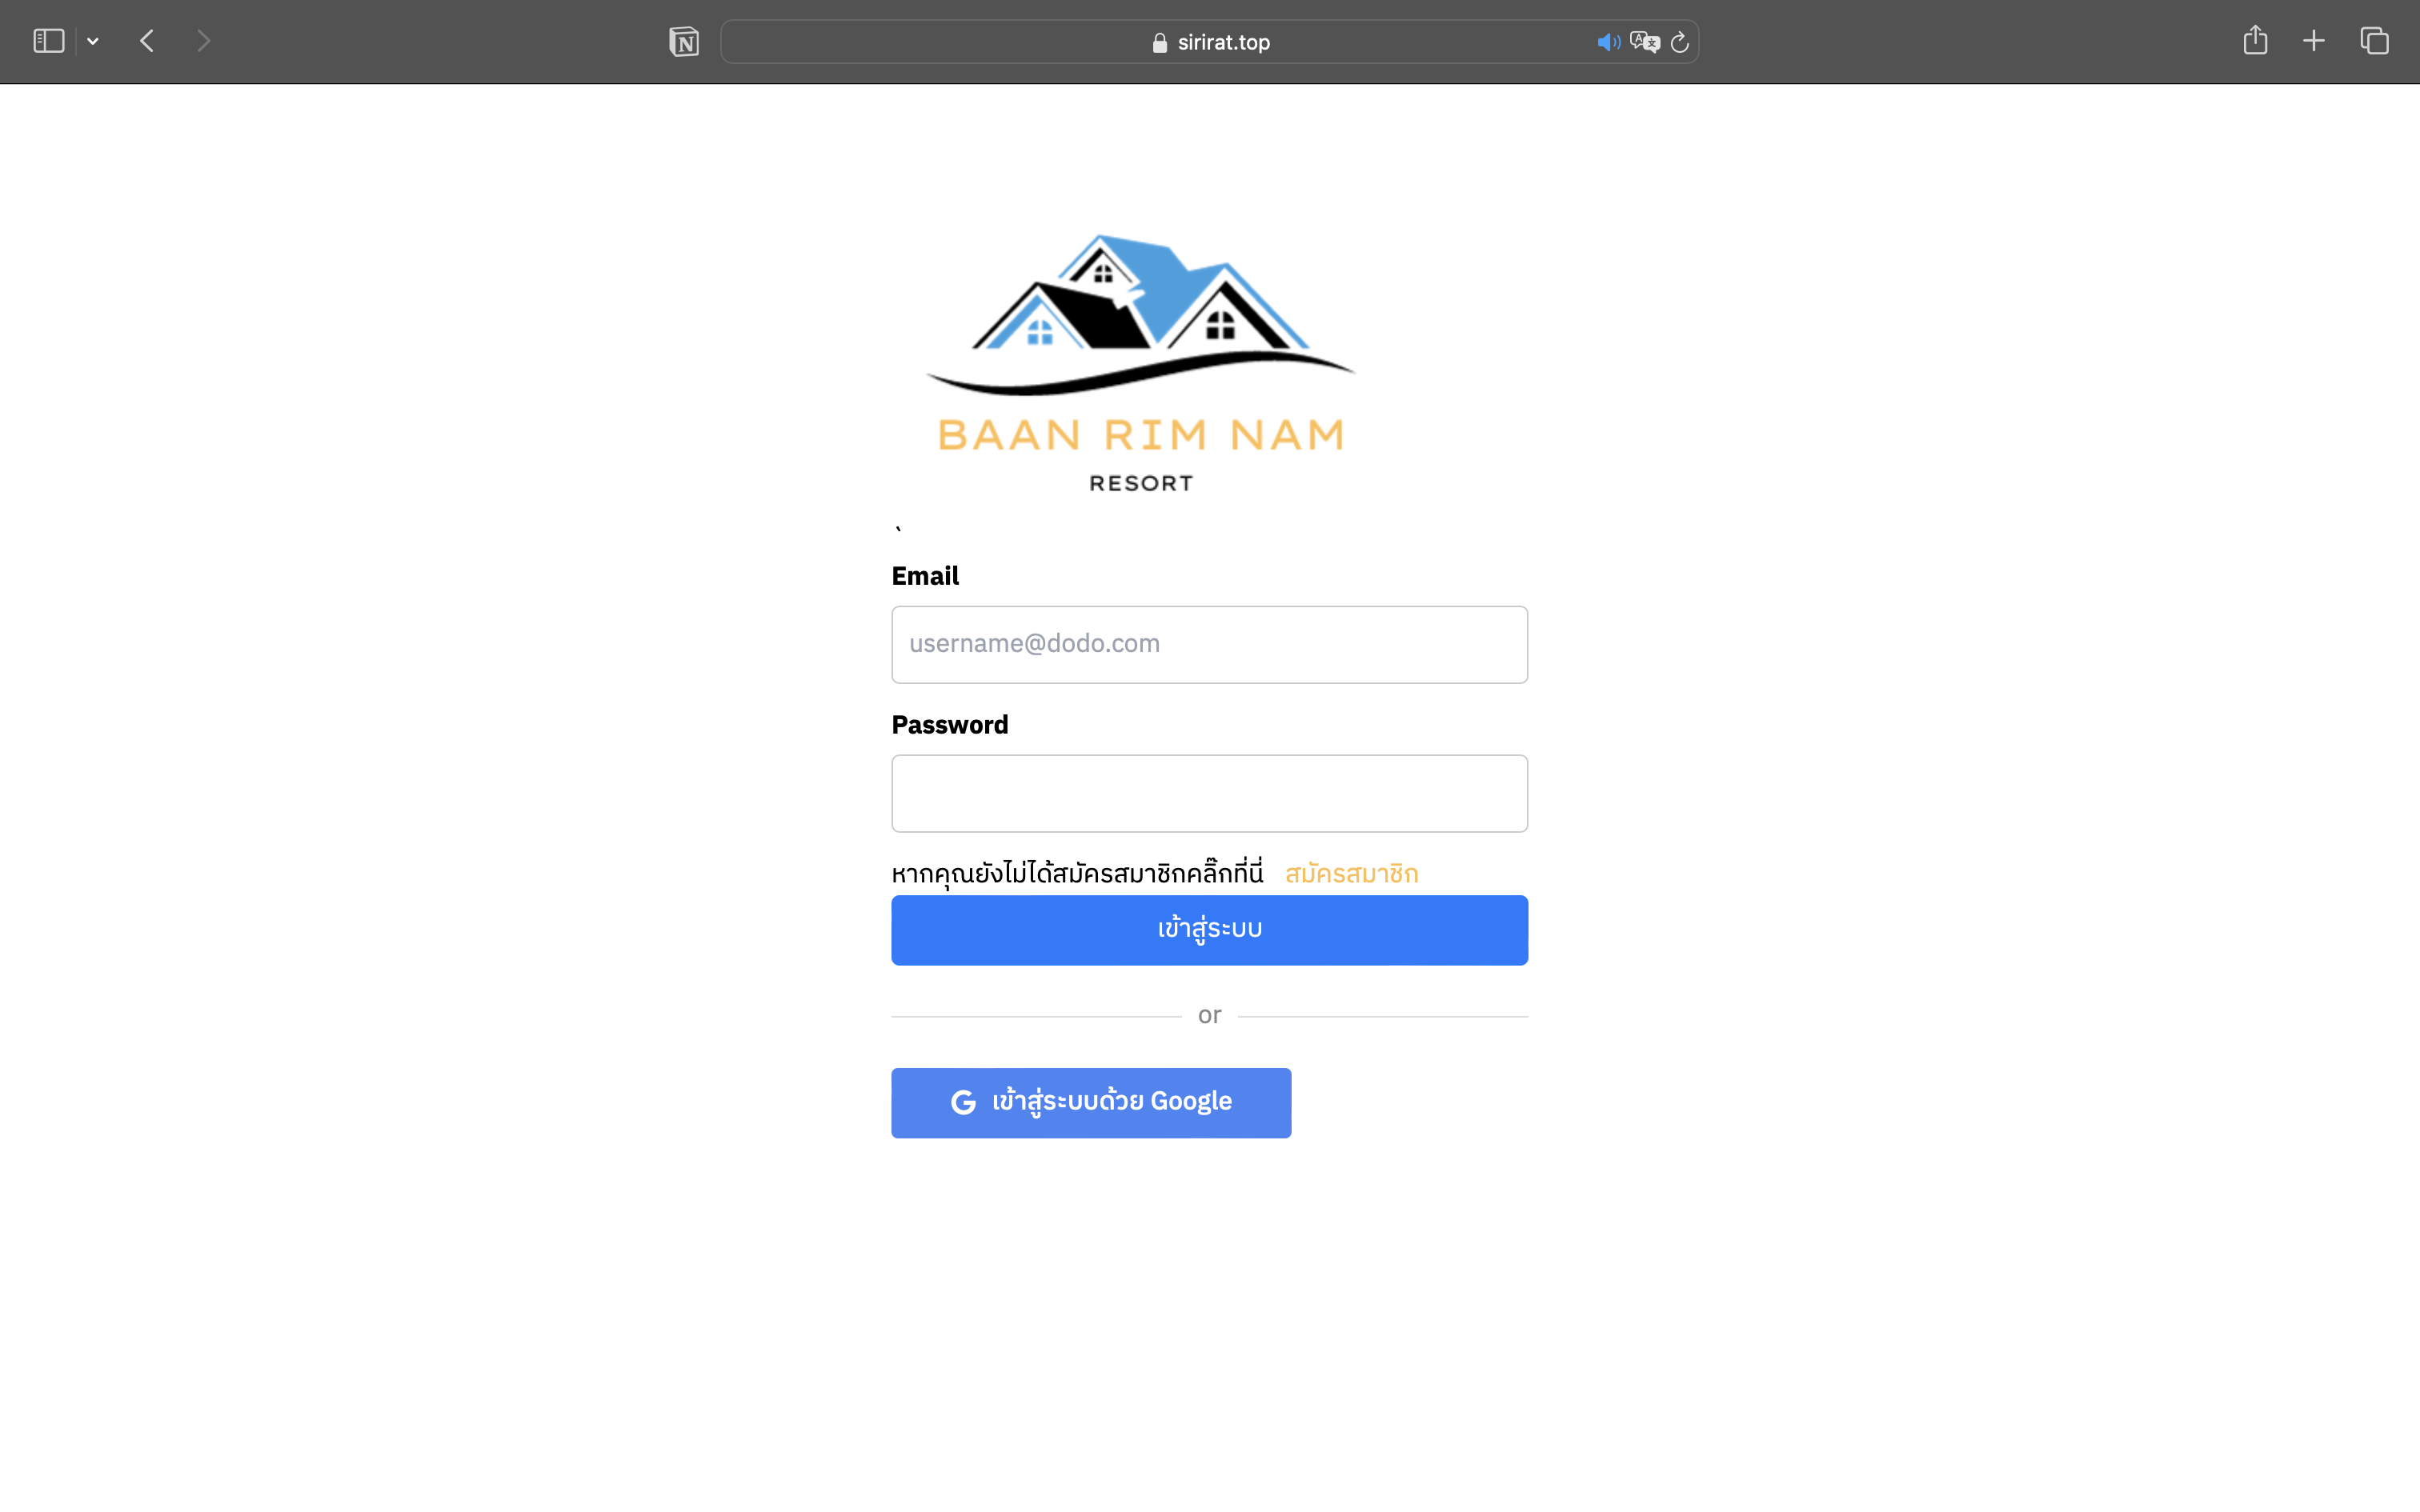 sirirat.top
BAAN RIM NAM
RESORT
`
Email
username@dodo.com
Password
หากคุณยังไม่ได้สมัครสมาชิกคลิ๊กที่นี่ สมัครสมาชิก
เข้าสู่ระบบ
or
G เข้าสู่ระบบด้วย Google